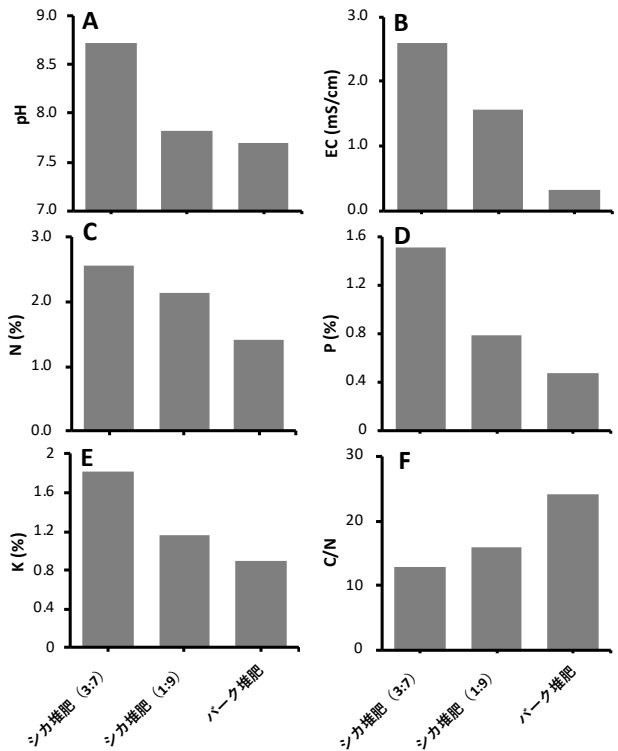 A
9.0
8.5
8.0
7.5
7.0
pH
B
3.0
2.0
1.0
0.0
EC (mS/cm)
C
3.0
2.0
1.0
0.0
N (%)
D
1.6
1.2
0.8
0.4
0
P (%)
E
2
1.6
1.2
0.8
0.4
0
K (%)
F
30
20
10
0
C/N
シカ堆肥（3:7）
シカ堆肥（1:9）
バーク堆肥
シカ堆肥（3:7）
シカ堆肥（1:9）
バーク堆肥